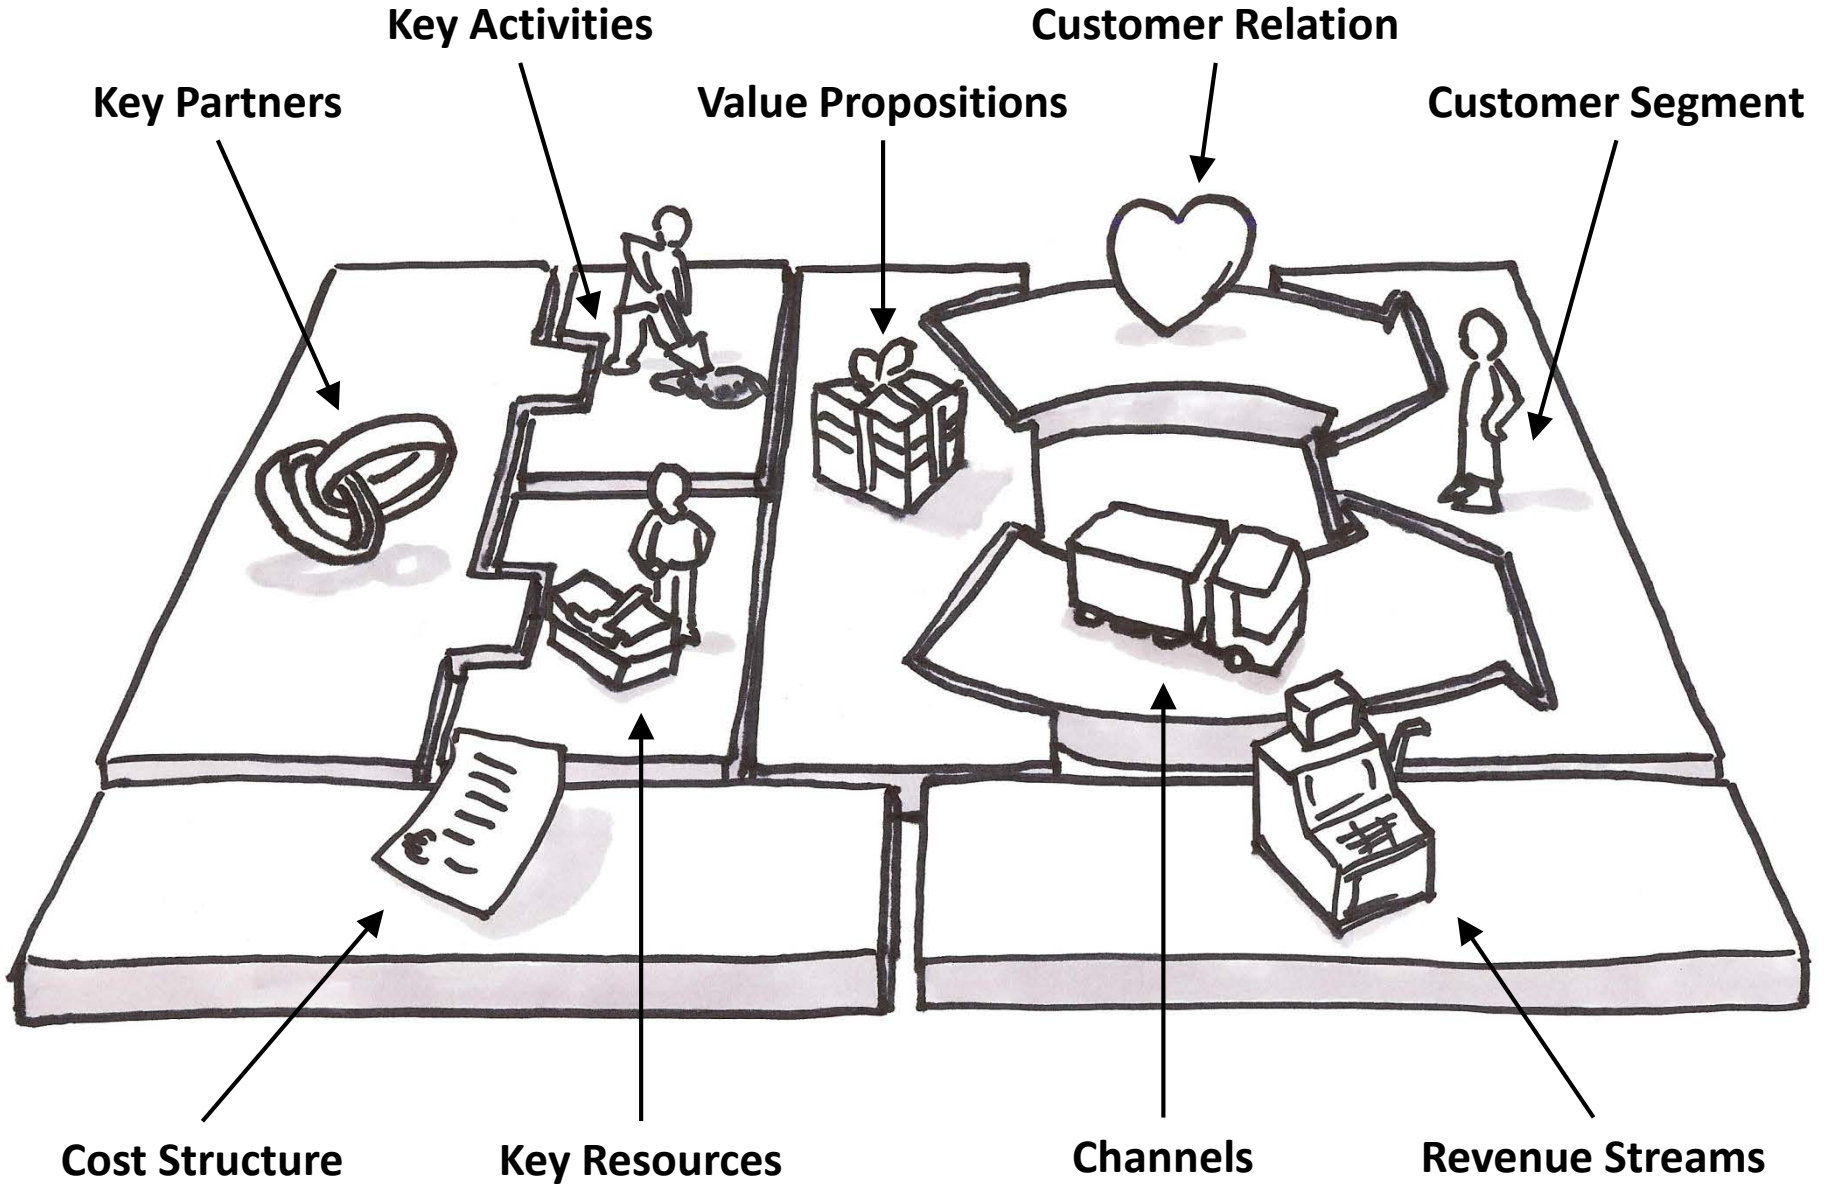 Key Activities
Customer Relation
Key Partners
Value Propositions
Customer Segment
€
Cost Structure
Key Resources
Channels
Revenue Streams